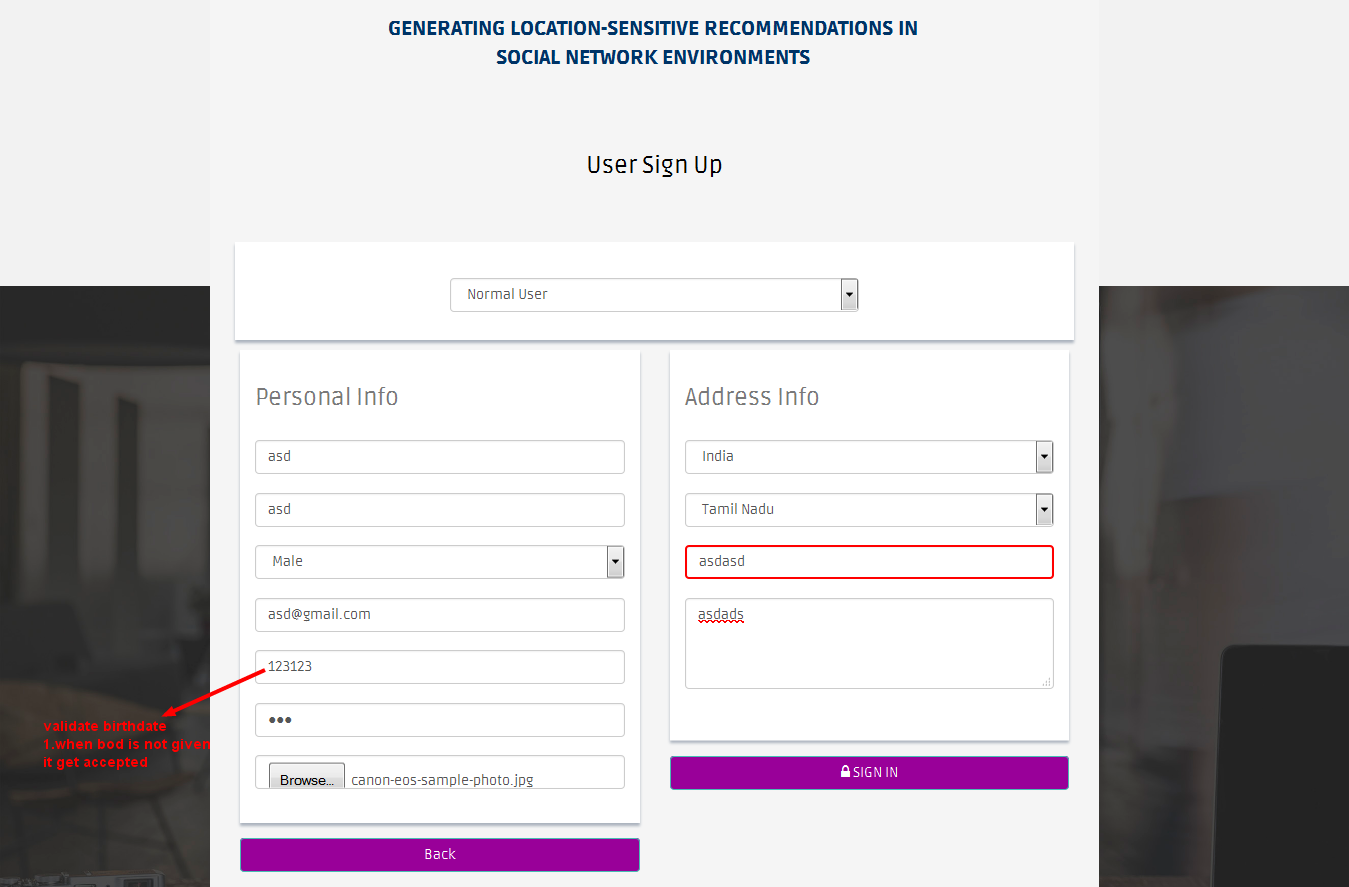 GENERATING LOCATION-SENSITIVE RECOMMENDATIONS IN
SOCIAL NETWORK ENVIRONMENTS
User Sign Up
Normal User
Personal Info
asd
asd
Male
asd@gmail.com
123123
•••
Browse... canon-eos-sample-photo.jpg
Back
Address Info
India
Tamil Nadu
asdasd
asdads
SIGN IN
validate birthdate
1.when bod is not given
it get accepted